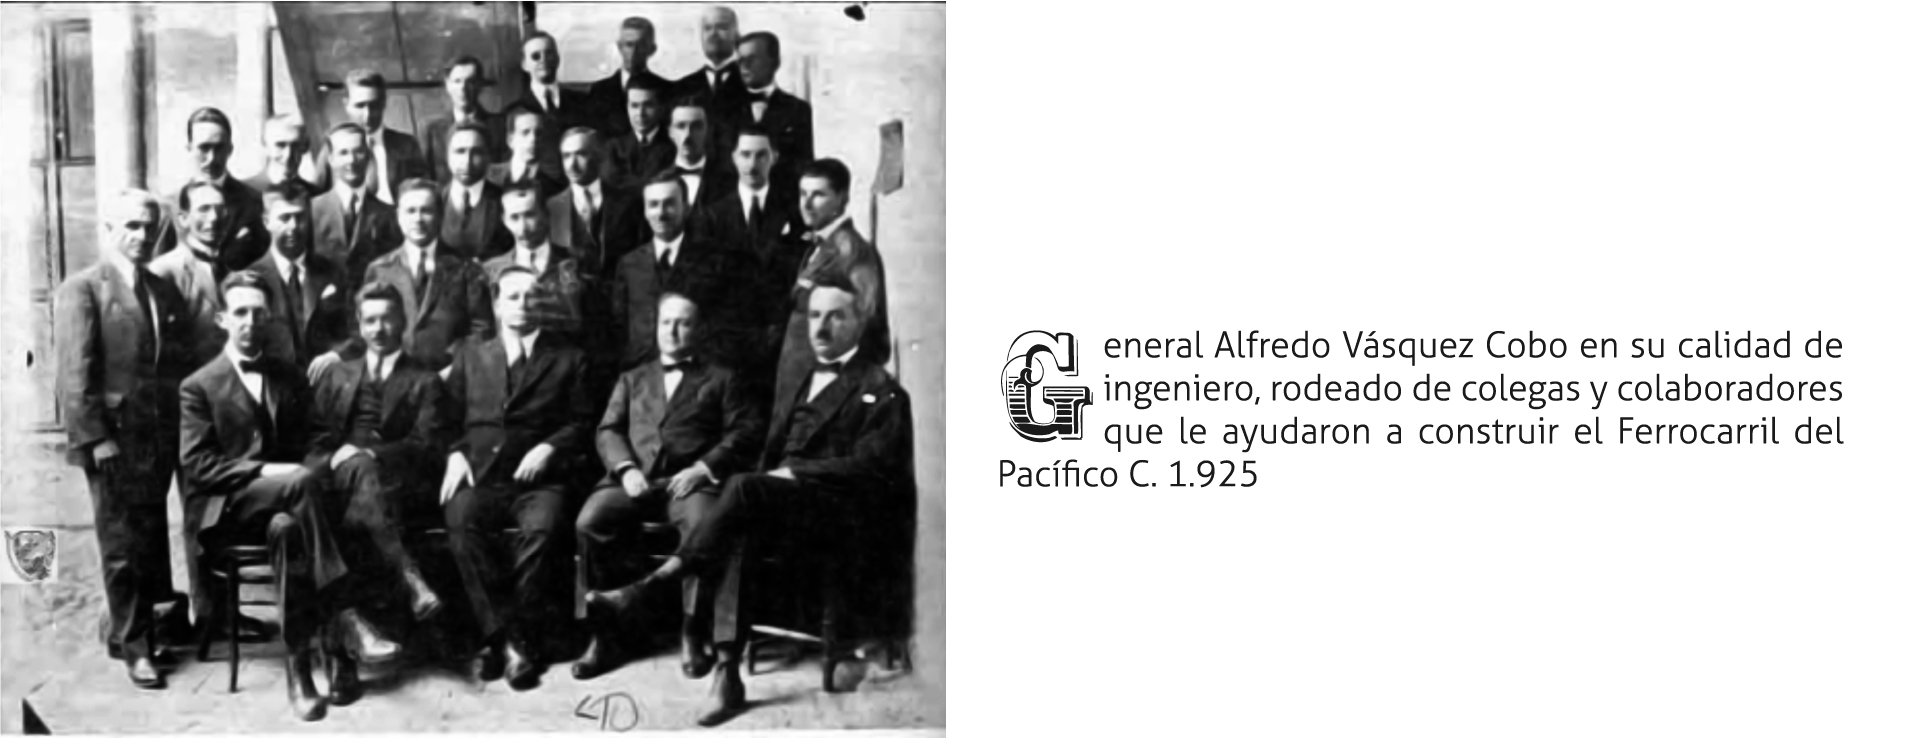 General Alfredo Vásquez Cobo en su calidad de
ingeniero, rodeado de colegas y colaboradores
que le ayudaron a construir el Ferrocarril del
Pacífico C. 1.925